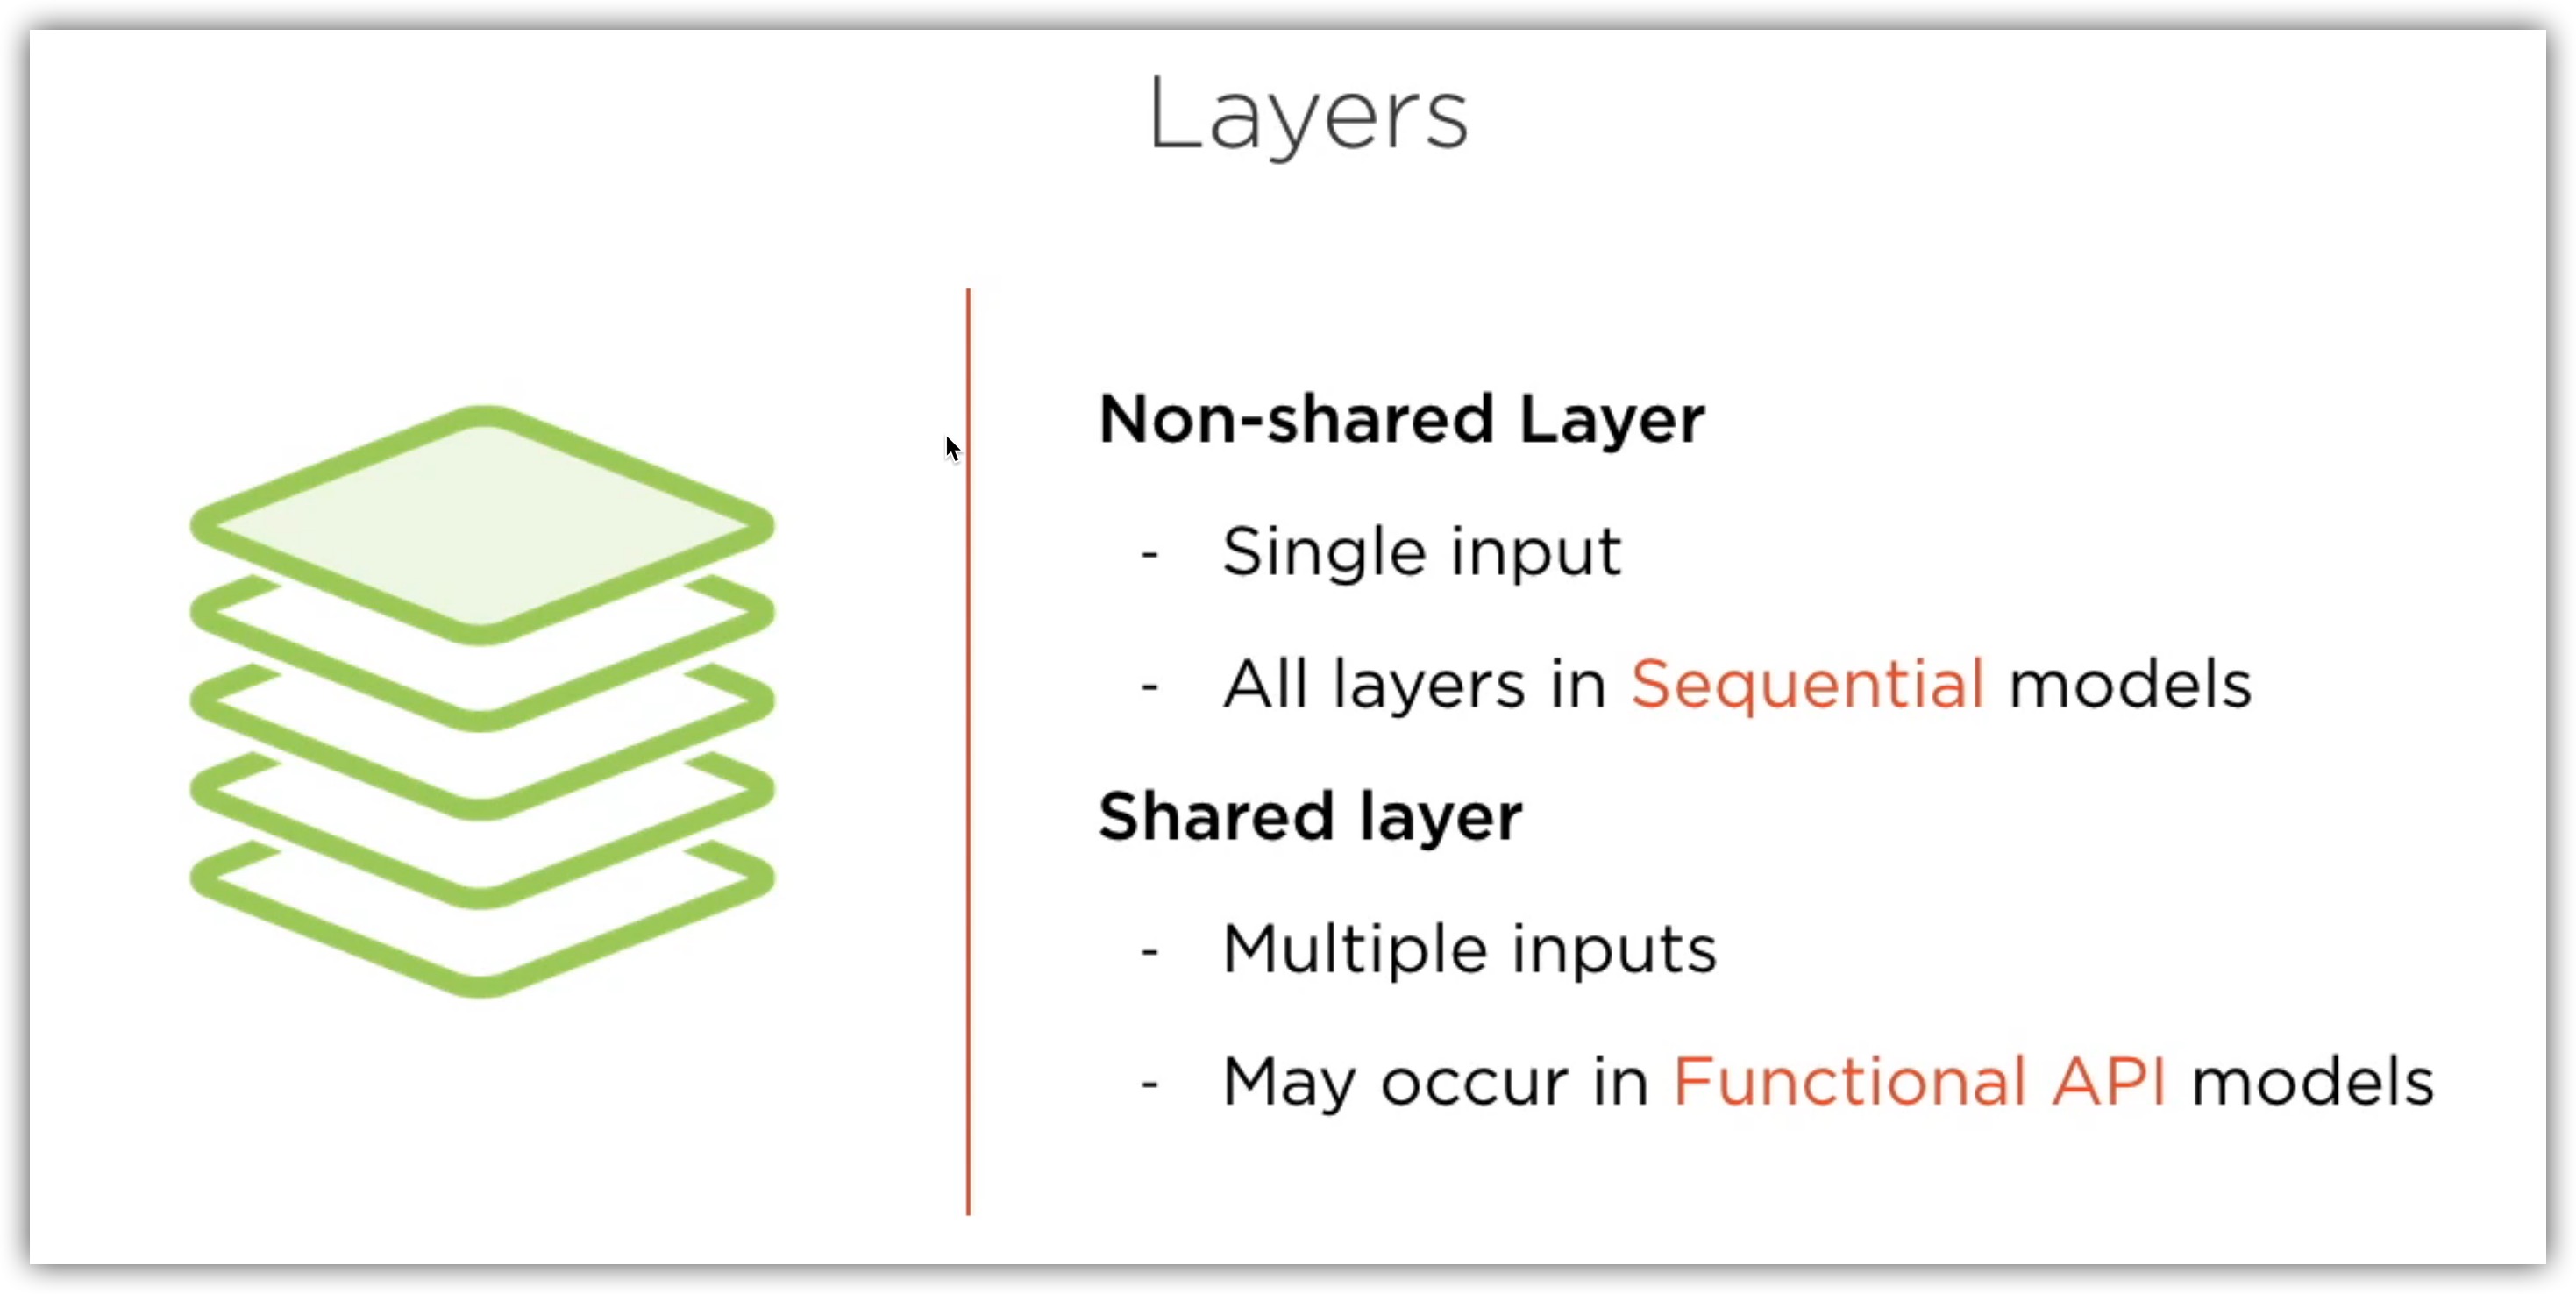 Layers
Non-shared Layer
- Single input
- All layers in Sequential models
Shared layer
- Multiple inputs
- May occur in Functional API models